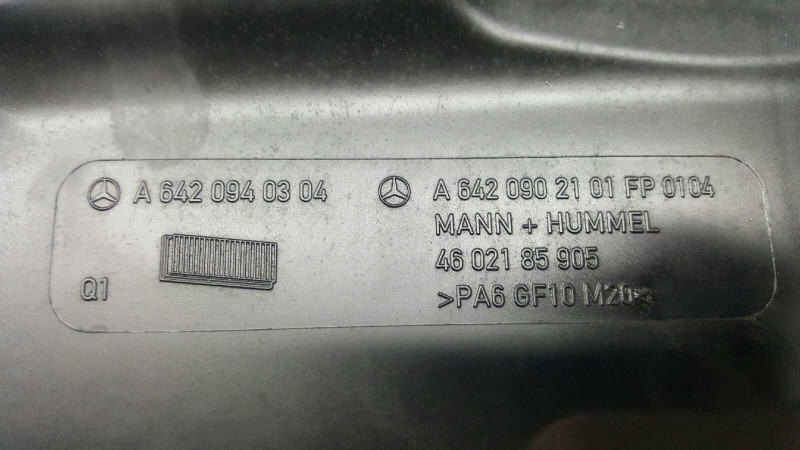 A 642 094 03 04
Q1
A 642 090 21 01 FP 0104
MANN + HUMMEL
46 021 85 905
>PA6 GF10 M20<